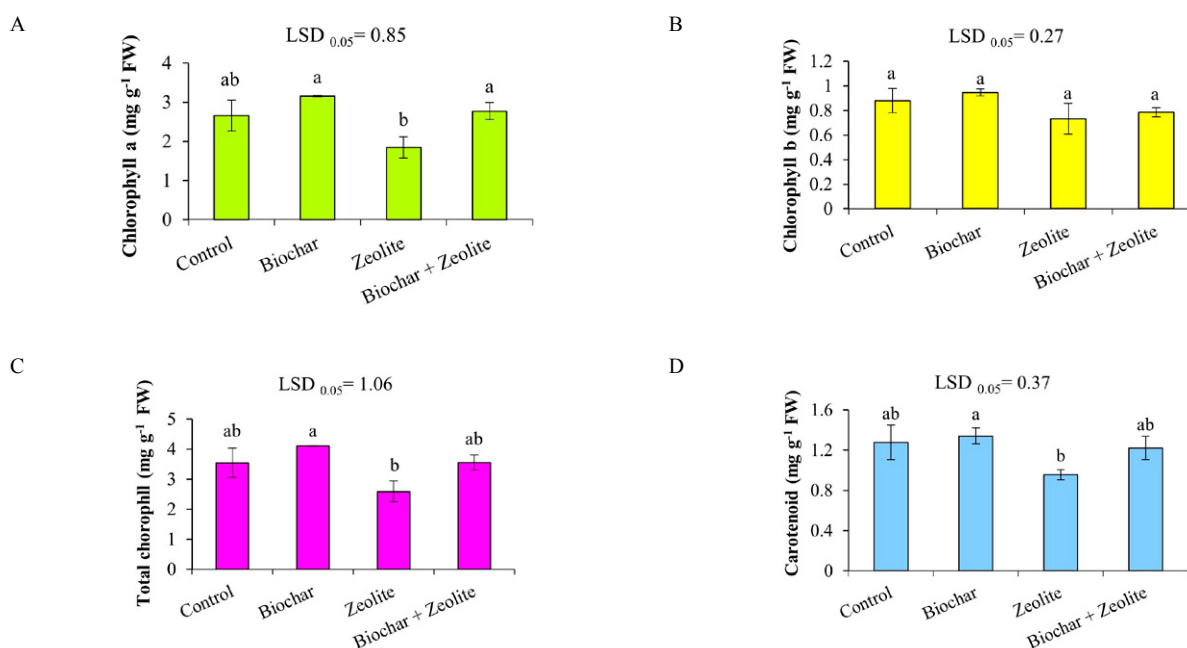 A
LSD 0.05= 0.85
Chlorophyll a (mg g-1 FW)
4
3
2
1
0
ab
a
b
a
Control
Biochar
Zeolite
Biochar + Zeolite
B
LSD 0.05= 0.27
Chlorophyll b (mg g-1 FW)
1.2
1
0.8
0.6
0.4
0.2
0
a
a
a
a
Control
Biochar
Zeolite
Biochar + Zeolite
C
LSD 0.05= 1.06
Total chorophll (mg g-1 FW)
5
4
3
2
1
0
ab
a
b
ab
Control
Biochar
Zeolite
Biochar + Zeolite
D
LSD 0.05= 0.37
Carotenoid (mg g-1 FW)
1.6
1.2
0.8
0.4
0
ab
a
b
ab
Control
Biochar
Zeolite
Biochar + Zeolite